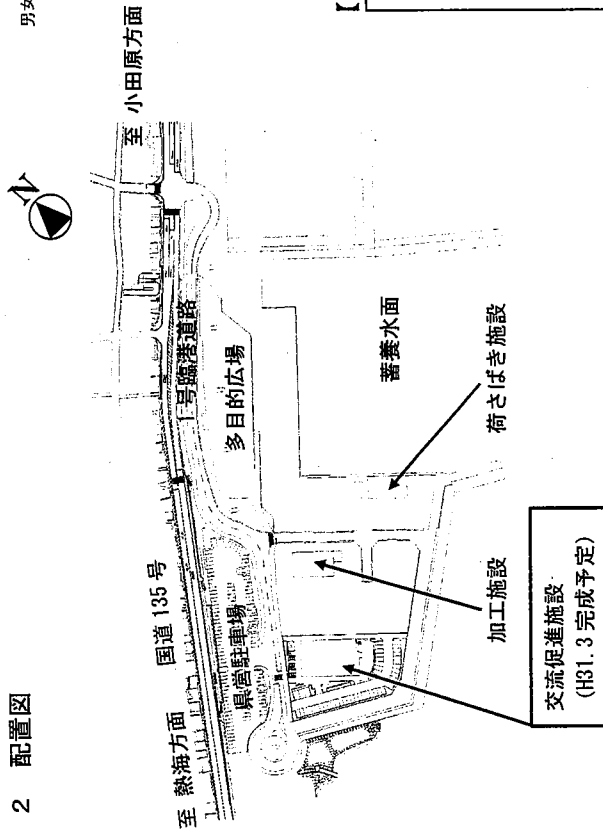 2 配置図
男女
N
至 小田原方面
国道 135 号
1号臨港道路
至 熱海方面
県営駐車場
多目的広場
蓄養水面
荷さばき施設
加工施設
交流促進施設
(H31.3 完成予定)
【